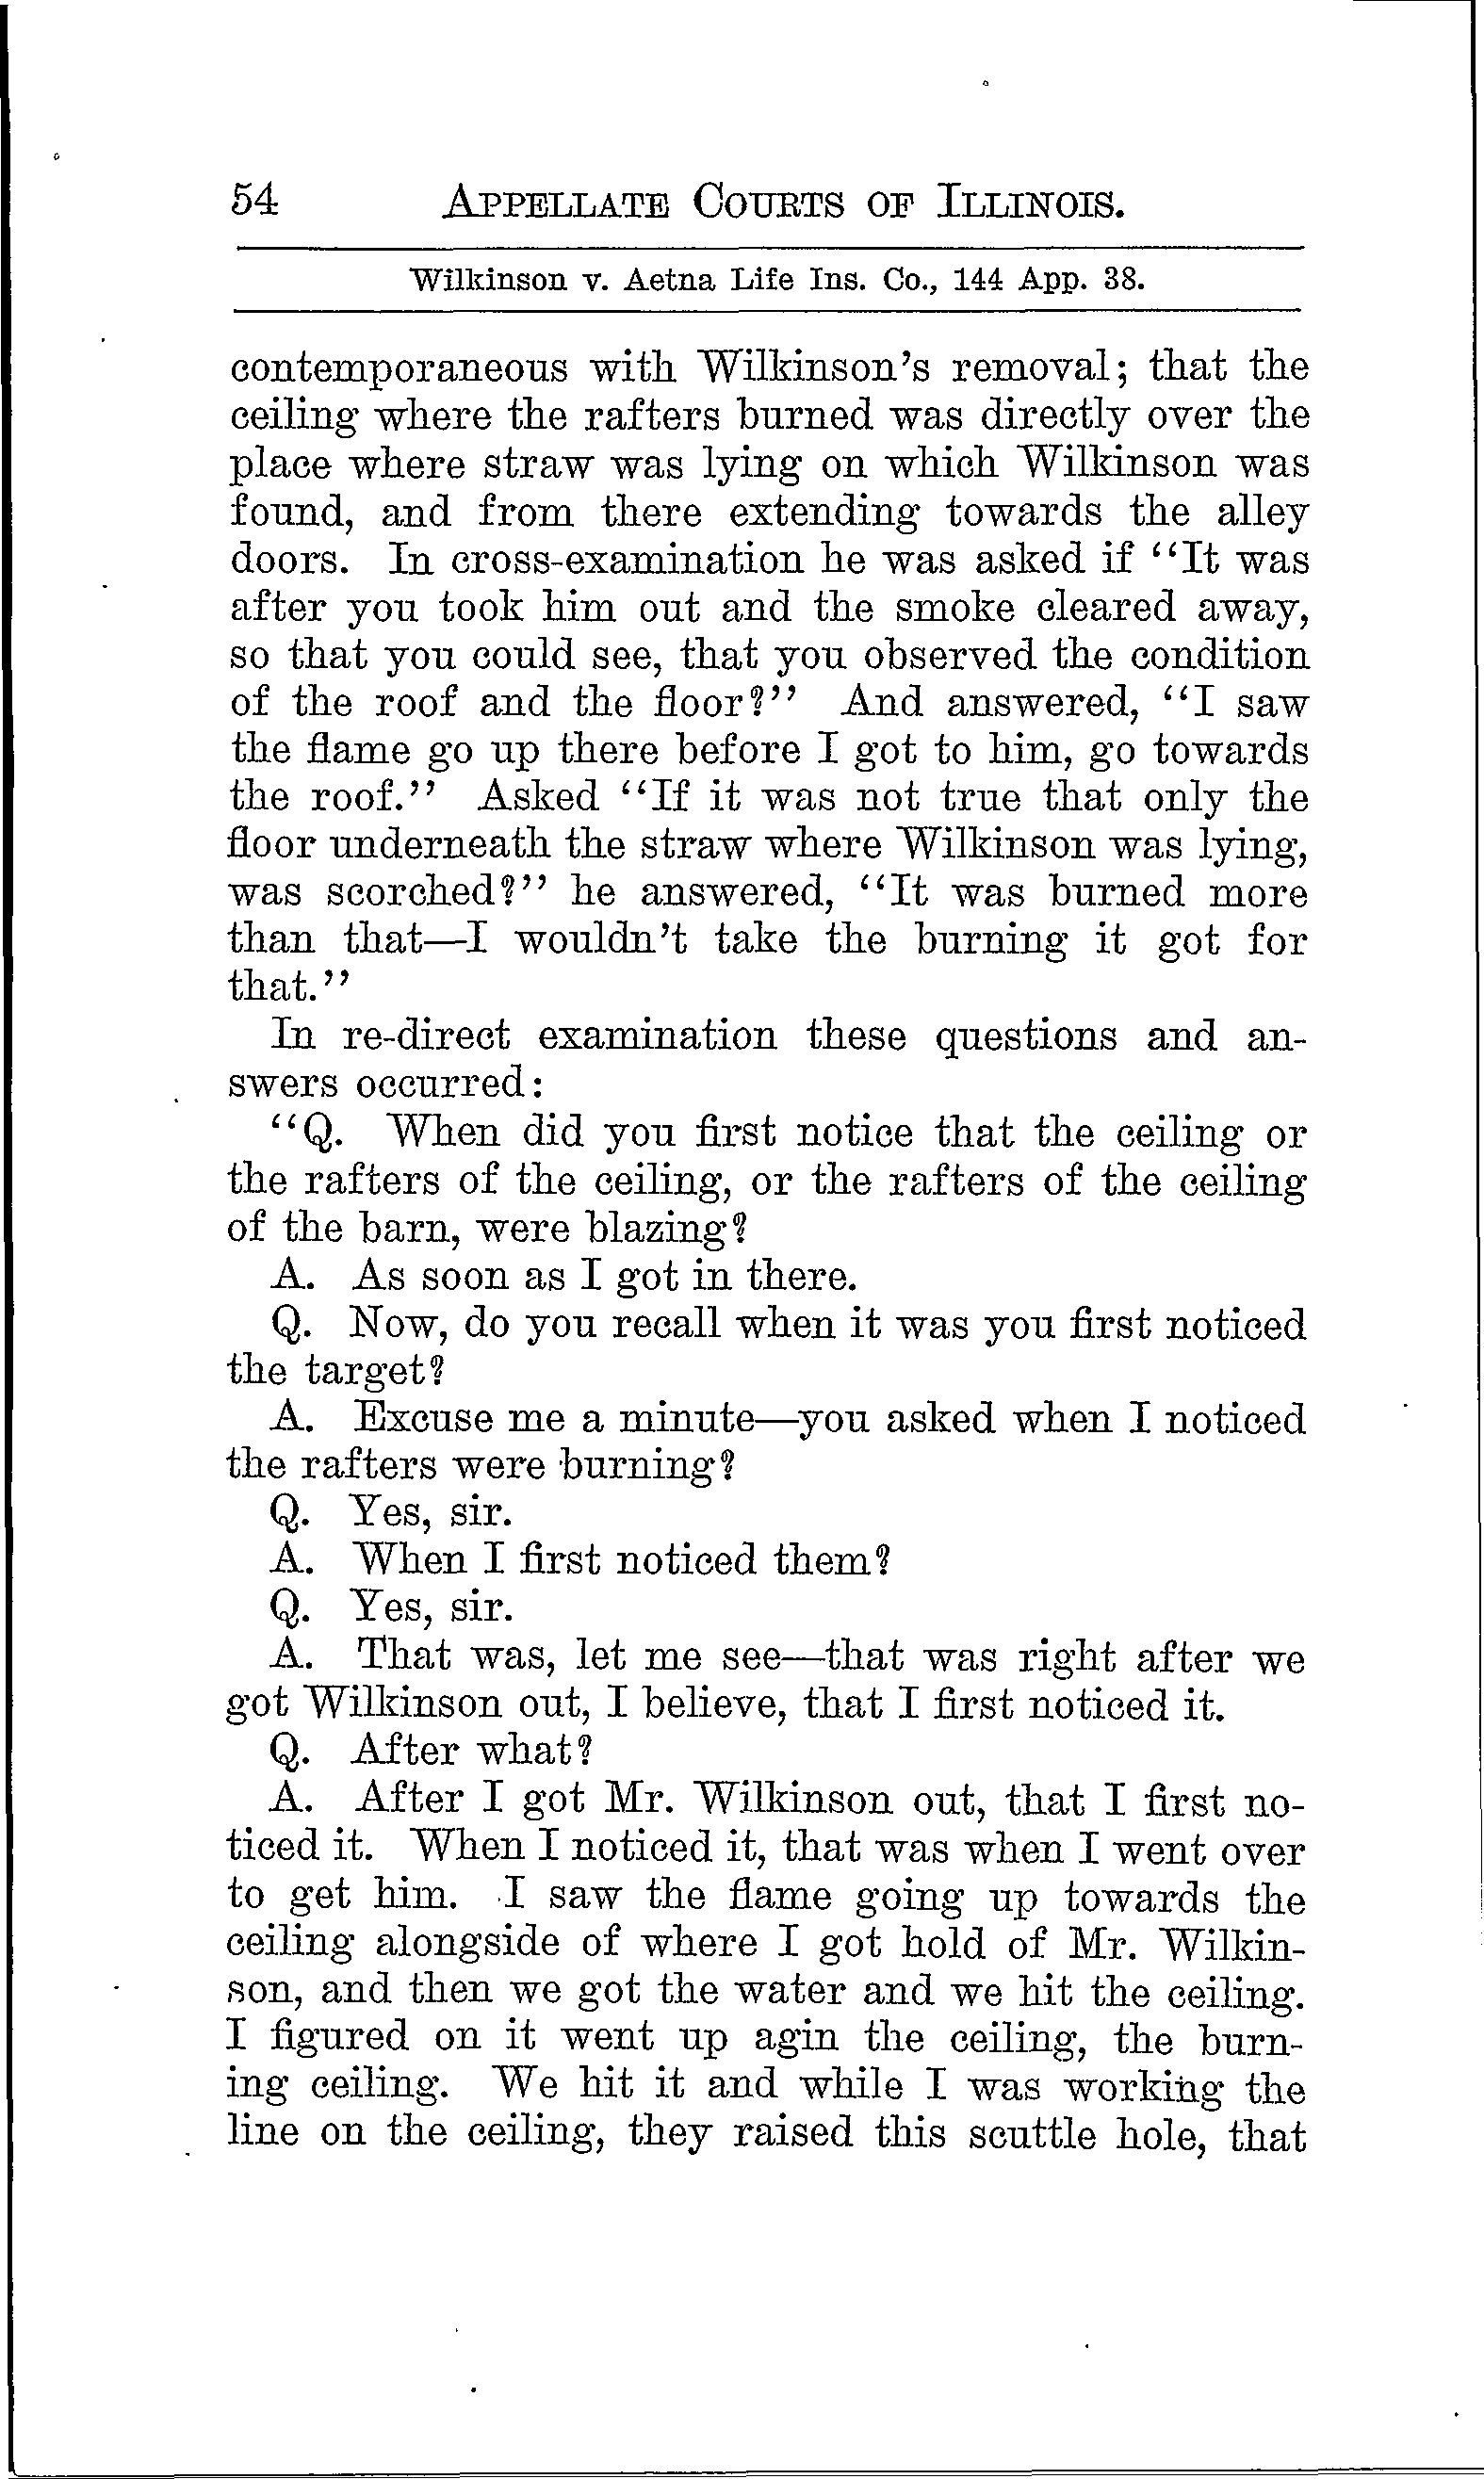 54 APPELLATE COURTS OF ILLINOIS.
Wilkinson v. Aetna Life Ins. Co., 144 App. 38.
contemporaneous with Wilkinson's removal; that the
ceiling where the rafters burned was directly over the
place where straw was lying on which Wilkinson was
found, and from there extending towards the alley
doors. In cross-examination he was asked if "It was
after you took him out and the smoke cleared away,
so that you could see, that you observed the condition
of the roof and the floor?" And answered, "I saw
the flame go up there before I got to him, go towards
the roof." Asked "If it was not true that only the
floor underneath the straw where Wilkinson was lying,
was scorched?" he answered, "It was burned more
than that—I wouldn't take the burning it got for
that."
In re-direct examination these questions and an-
swers occurred:
"Q. When did you first notice that the ceiling or
the rafters of the ceiling, or the rafters of the ceiling
of the barn, were blazing?
A. As soon as I got in there.
Q. Now, do you recall when it was you first noticed
the target?
A. Excuse me a minute—you asked when I noticed
the rafters were burning?
Q. Yes, sir.
A. When I first noticed them?
Q. Yes, sir.
A. That was, let me see—that was right after we
got Wilkinson out, I believe, that I first noticed it.
Q. After what?
A. After I got Mr. Wilkinson out, that I first no-
ticed it. When I noticed it, that was when I went over
to get him. I saw the flame going up towards the
ceiling alongside of where I got hold of Mr. Wilkin-
son, and then we got the water and we hit the ceiling.
I figured on it went up agin the ceiling, the burn-
ing ceiling. We hit it and while I was working the
line on the ceiling, they raised this scuttle hole, that